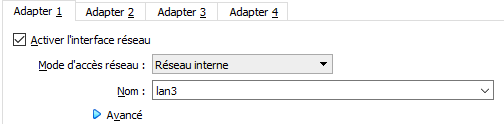 Adapter 1 Adapter 2 Adapter 3 Adapter 4
Activer l'interface réseau
Mode d'accès réseau : Réseau interne
Nom : lan3
Avancé